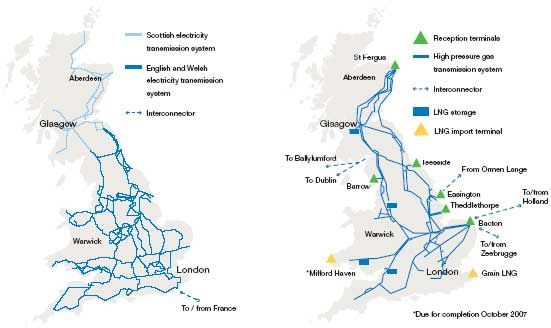 Scottish electricity
transmission system
English and Welsh
electricity transmission
system
Interconnector
Aberdeen
Glasgow
Warwick
London
To / from France
Reception terminals
High pressure gas
transmission system
Interconnector
LNG storage
LNG import terminal
St Fergus
Aberdeen
Glasgow
To Ballylumford
To Dublin
Barrow
Teeside
From Ormen Lange
Easington
Theddlethorpe
To/from
Holland
Bacton
To/from
Zeebrugge
Warwick
*Milford Haven
London
Grain LNG
*Due for completion October 2007